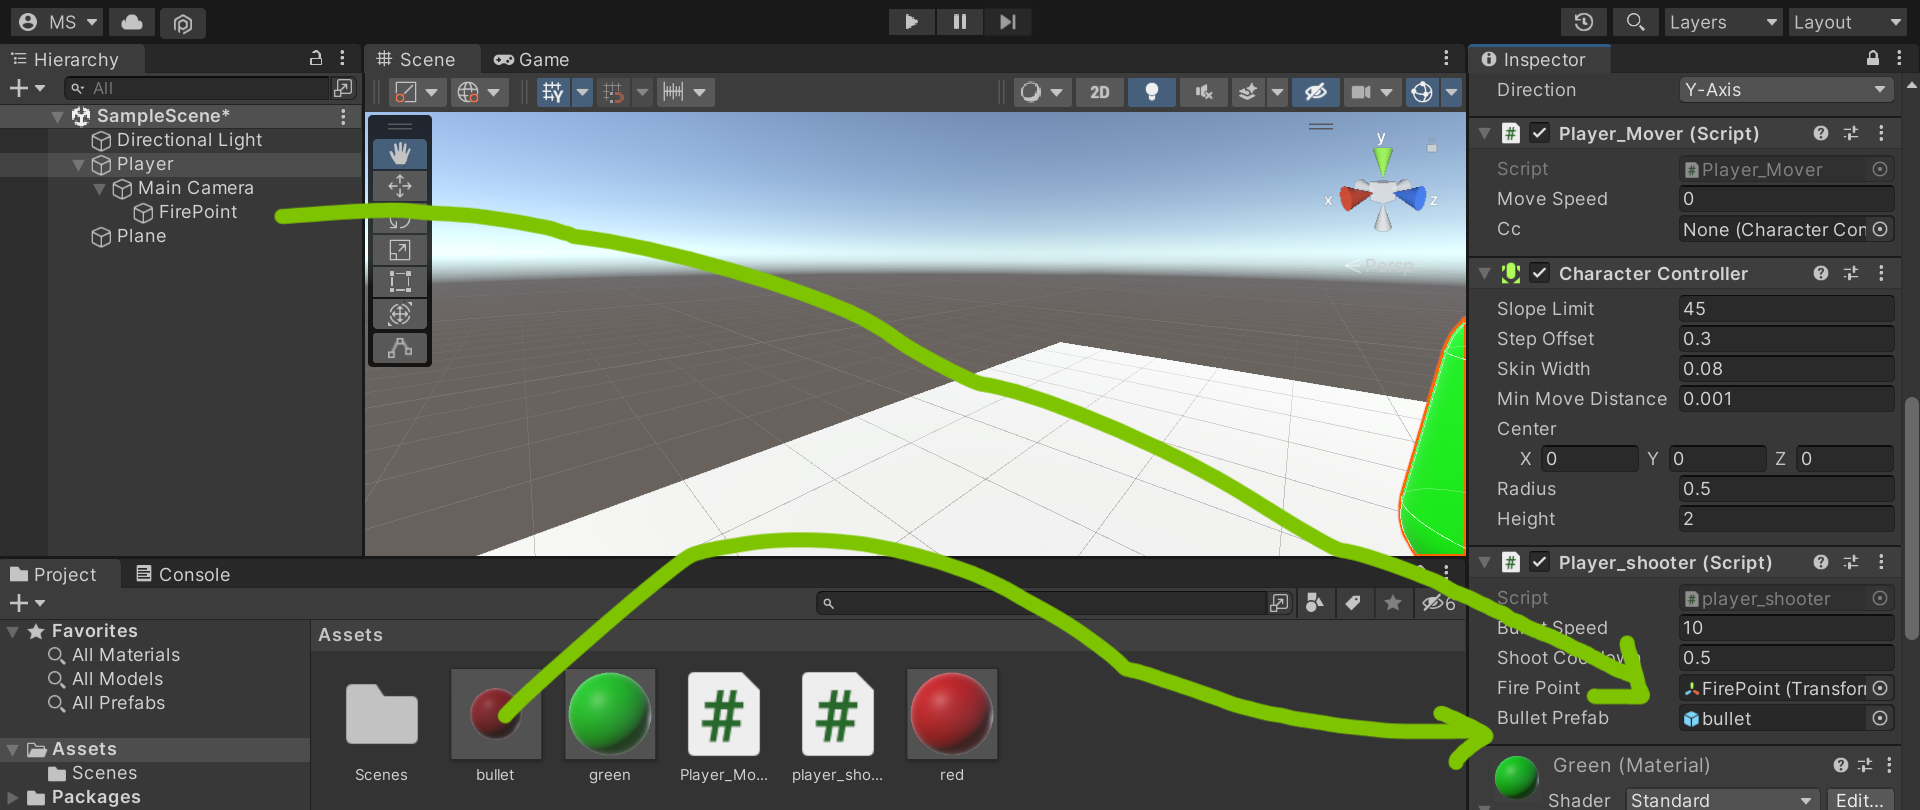 MS
Layers
Layout
Hierarchy
All
SampleScene*
Directional Light
Player
Main Camera
FirePoint
Plane
Scene
Game
2D
y
x
z
Persp
Inspector
Direction
Y-Axis
Player_Mover (Script)
Script
Player_Mover
Move Speed
0
Cc
None (Character Con
Character Controller
Slope Limit
45
Step Offset
0.3
Skin Width
0.08
Min Move Distance
0.001
Center
X 0 Y 0 Z 0
Radius
0.5
Height
2
Player_shooter (Script)
Script
player_shooter
Speed
10
Shoot
0.5
Fire Point
FirePoint (Transfor
Bullet Prefab
bullet
Green (Material)
Shader
Standard
Edit...
Project
Console
6
Favorites
All Materials
All Models
All Prefabs
Assets
Scenes
Packages
Assets
Scenes
bullet
green
Player_Mo...
player_sho...
red